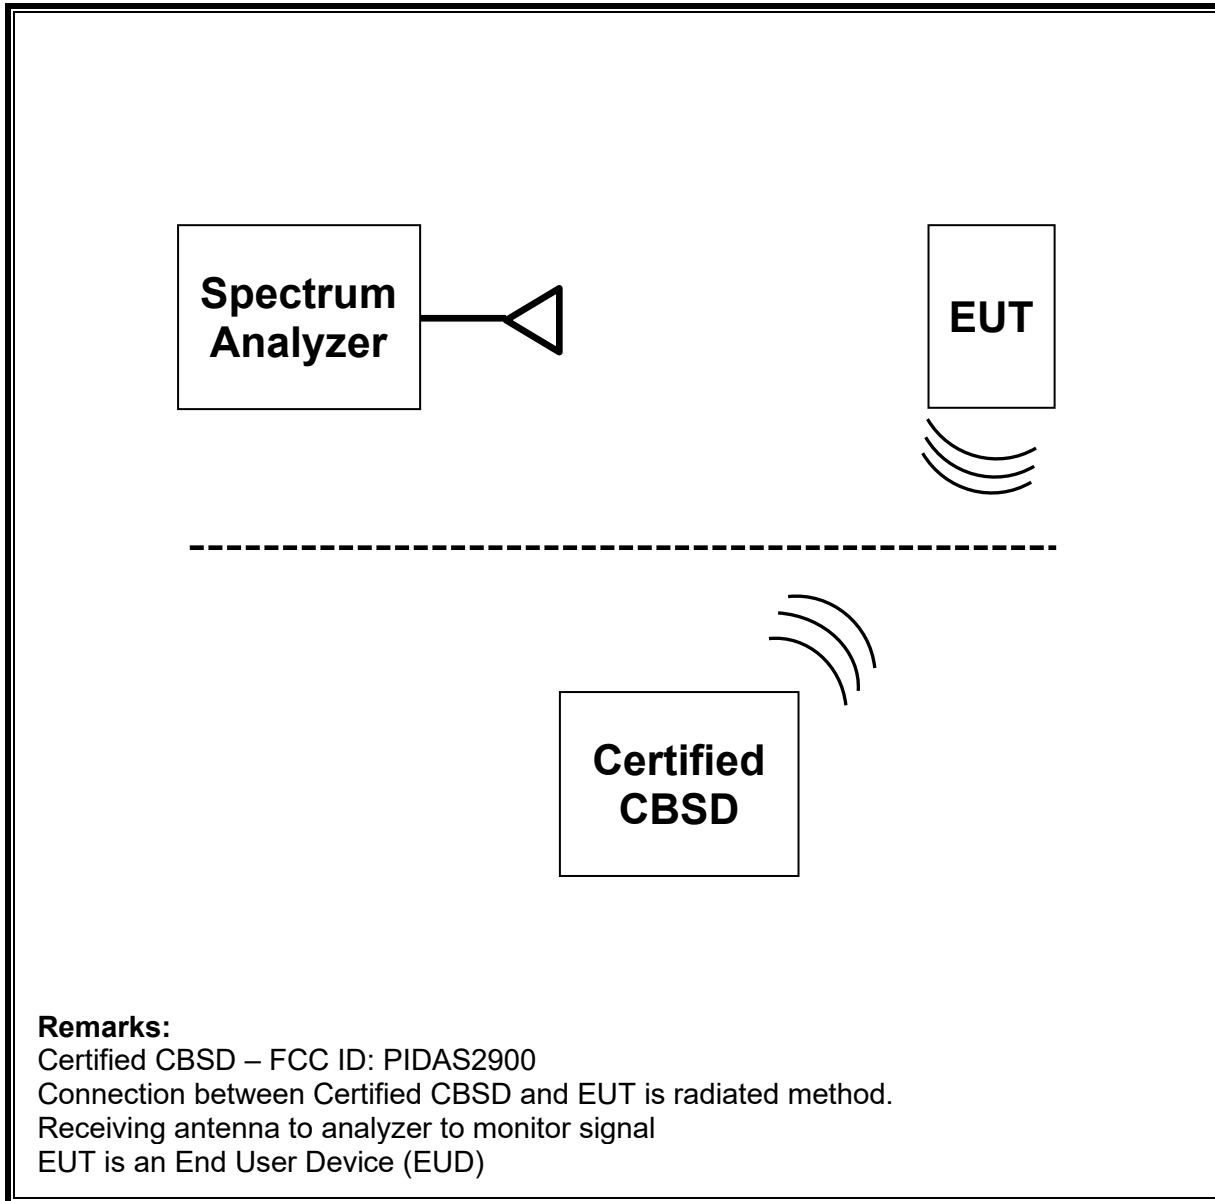 Spectrum
Analyzer
EUT
Certified
CBSD
Remarks:
Certified CBSD – FCC ID: PIDAS2900
Connection between Certified CBSD and EUT is radiated method.
Receiving antenna to analyzer to monitor signal
EUT is an End User Device (EUD)